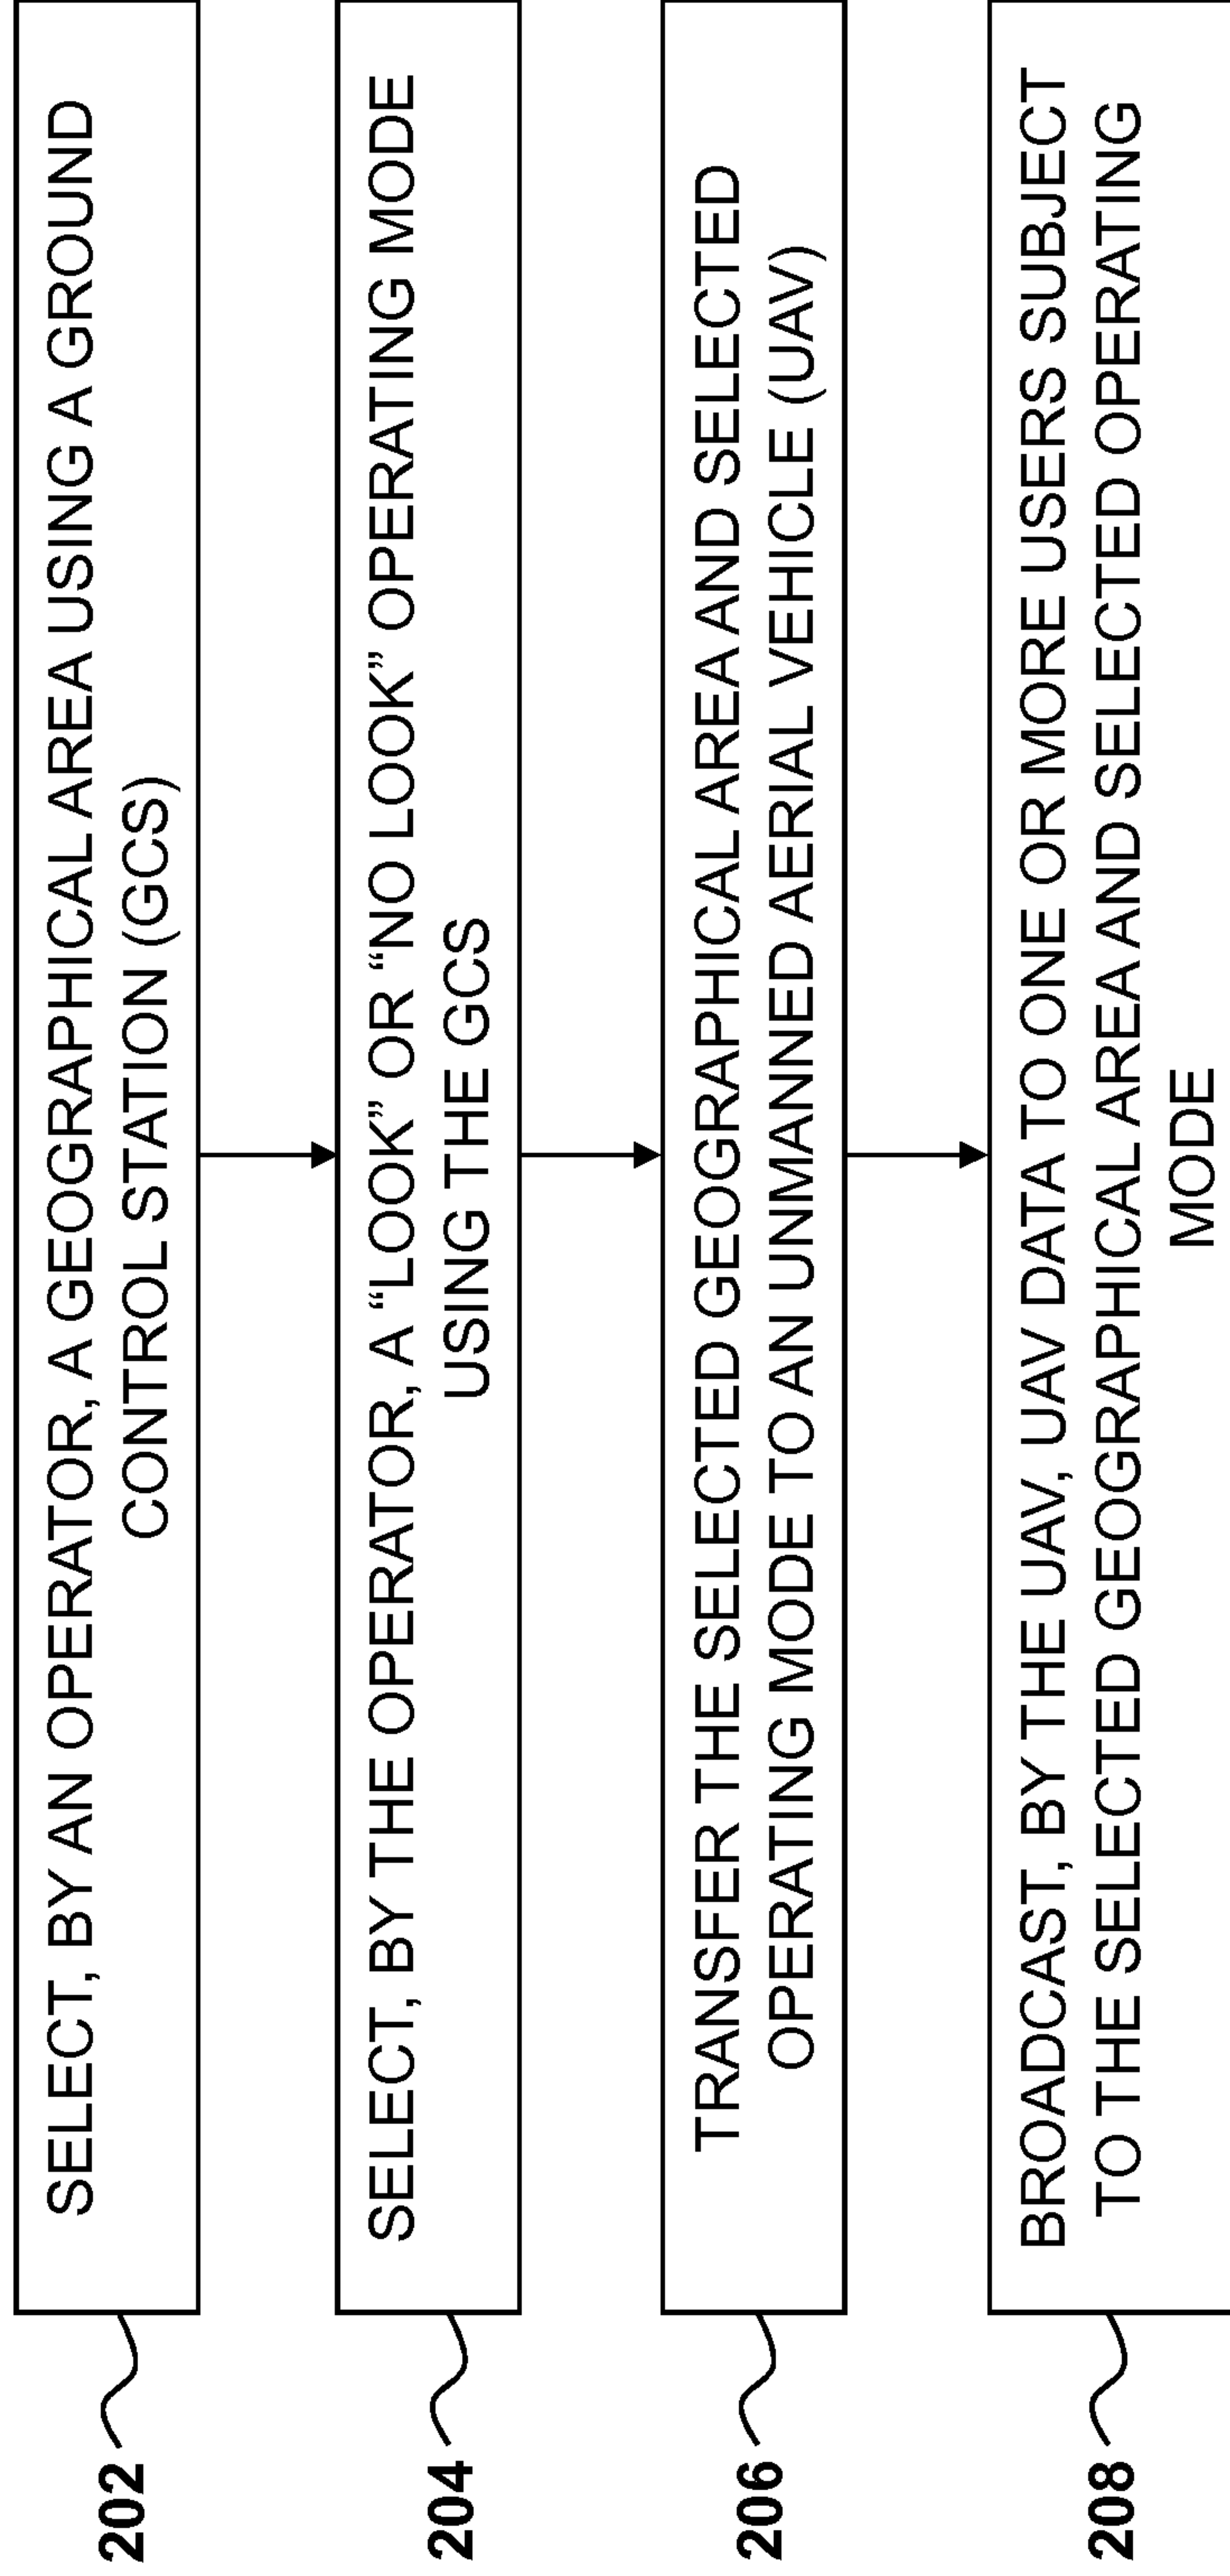 202
SELECT, BY AN OPERATOR, A GEOGRAPHICAL AREA USING A GROUND
CONTROL STATION (GCS)
204
SELECT, BY THE OPERATOR, A “LOOK” OR “NO LOOK” OPERATING MODE
USING THE GCS
206
TRANSFER THE SELECTED GEOGRAPHICAL AREA AND SELECTED
OPERATING MODE TO AN UNMANNED AERIAL VEHICLE (UAV)
208
BROADCAST, BY THE UAV, UAV DATA TO ONE OR MORE USERS SUBJECT
TO THE SELECTED GEOGRAPHICAL AREA AND SELECTED OPERATING
MODE